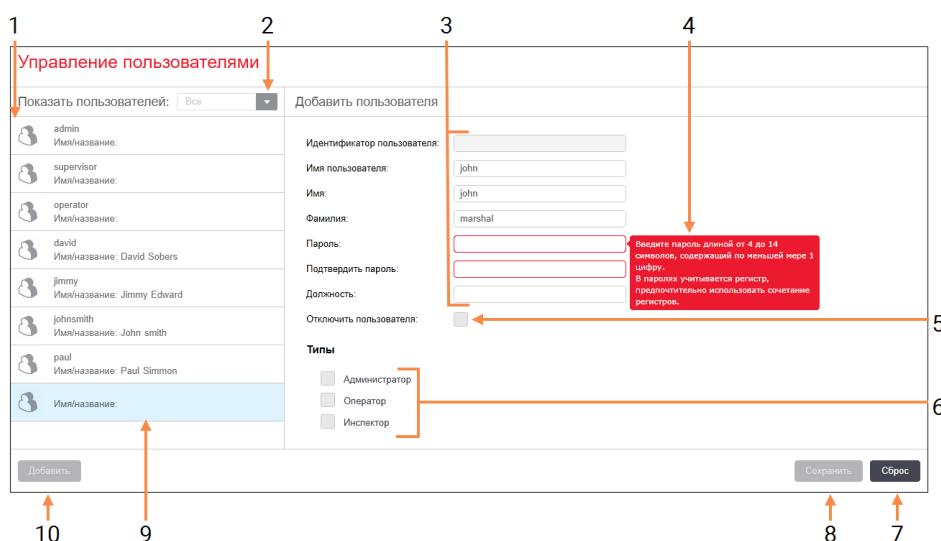 1
2
3
4
Управление пользователями
Показать пользователей: Все
Добавить пользователя
admin
Имя/название:
supervisor
Имя/название:
operator
Имя/название:
david
Имя/название: David Sobers
jimmy
Имя/название: Jimmy Edward
johnsmith
Имя/название: John smith
paul
Имя/название: Paul Simmon
Имя/название:
Идентификатор пользователя:
Имя пользователя: john
Имя: john
Фамилия: marshal
Пароль:
Подтвердить пароль:
Должность:
Отключить пользователя:
Введите пароль длиной от 4 до 14
символов, содержащий по меньшей мере 1
цифру.
В паролях учитывается регистр,
предпочтительно использовать сочетание
регистров.
5
Типы
Администратор
Оператор
Инспектор
6
Добавить
Сохранить
Сброс
10
9
8
7